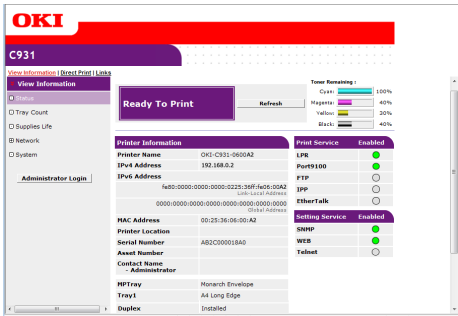 OKI
C931
View Information | Direct Print | Links
View Information
Status
Tray Count
Supplies Life
Network
System
Administrator Login
Ready To Print
Refresh
Toner Remaining :
Cyan: 100%
Magenta: 40%
Yellow: 30%
Black: 40%
Printer Information
Printer Name OKI-C931-0600A2
IPv4 Address 192.168.0.2
IPv6 Address
fe80:0000:0000:0000:0225:36ff:fe06:00A2
Link-Local Address
0000:0000:0000:0000:0000:0000:0000:0000
Global Address
MAC Address 00:25:36:06:00:A2
Printer Location
Serial Number AB2C000018A0
Asset Number
Contact Name
- Administrator
MPTray Monarch Envelope
Tray1 A4 Long Edge
Duplex Installed
Print Service Enabled
LPR
Port9100
FTP
IPP
EtherTalk
Setting Service Enabled
SNMP
WEB
Telnet